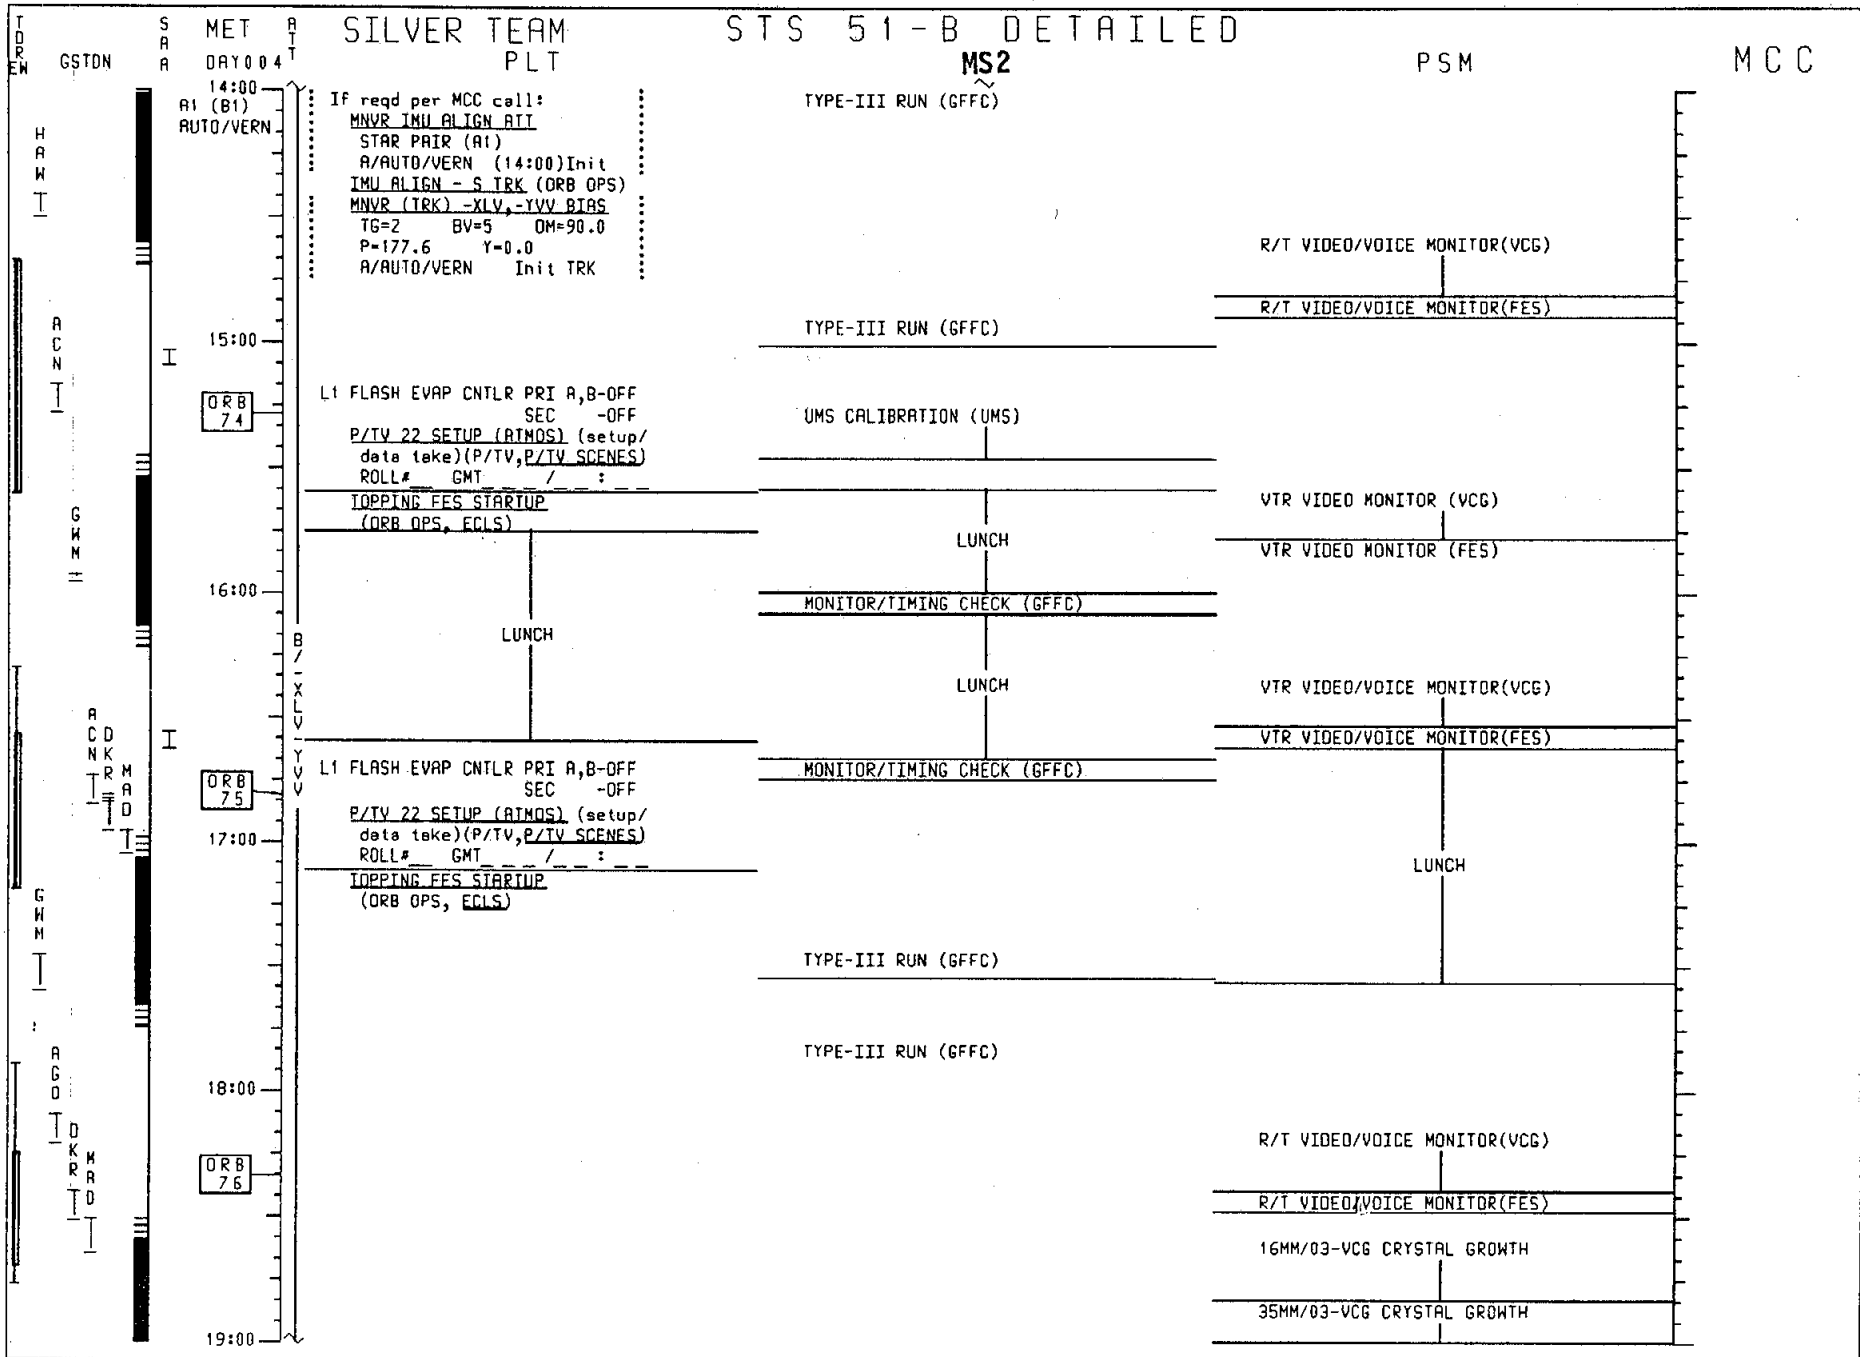 TDRS EW
GSTDN
SAA
MET
DAY004
ATT
SILVER TEAM
STS 51-B DETAILED
PLT
MS2
PSM
MCC
14:00
A1 (B1)
AUTO/VERN
HAW
If reqd per MCC call:
MNVR IMU ALIGN ATT
STAR PAIR (A1)
A/AUTO/VERN (14:00)Init
IMU ALIGN - S TRK (ORB OPS)
MNVR (TRK) -XLV,-YVV BIAS
TG=2 BV=5 OM=90.0
P=177.6 Y=0.0
A/AUTO/VERN Init TRK
TYPE-III RUN (GFFC)
R/T VIDEO/VOICE MONITOR(VCG)
R/T VIDEO/VOICE MONITOR(FES)
ACN
15:00
TYPE-III RUN (GFFC)
ORB
74
L1 FLASH EVAP CNTLR PRI A,B-OFF
SEC -OFF
P/TV 22 SETUP (ATMOS) (setup/
data take)(P/TV,P/TV SCENES)
ROLL#__ GMT_ _ _ /_ _ : _ _
TOPPING FES STARTUP
(ORB OPS, ECLS)
UMS CALIBRATION (UMS)
GWM
LUNCH
VTR VIDEO MONITOR (VCG)
VTR VIDEO MONITOR (FES)
16:00
MONITOR/TIMING CHECK (GFFC)
LUNCH
LUNCH
B/-XLV-YVV
VTR VIDEO/VOICE MONITOR(VCG)
VTR VIDEO/VOICE MONITOR(FES)
ACN
DKR
MAD
ORB
75
L1 FLASH EVAP CNTLR PRI A,B-OFF
SEC -OFF
P/TV 22 SETUP (ATMOS) (setup/
data take)(P/TV,P/TV SCENES)
ROLL#__ GMT_ _ _ /_ _ : _ _
TOPPING FES STARTUP
(ORB OPS, ECLS)
MONITOR/TIMING CHECK (GFFC)
17:00
LUNCH
GWM
TYPE-III RUN (GFFC)
TYPE-III RUN (GFFC)
AGO
18:00
DKR
MAD
ORB
76
R/T VIDEO/VOICE MONITOR(VCG)
R/T VIDEO/VOICE MONITOR(FES)
16MM/03-VCG CRYSTAL GROWTH
35MM/03-VCG CRYSTAL GROWTH
19:00